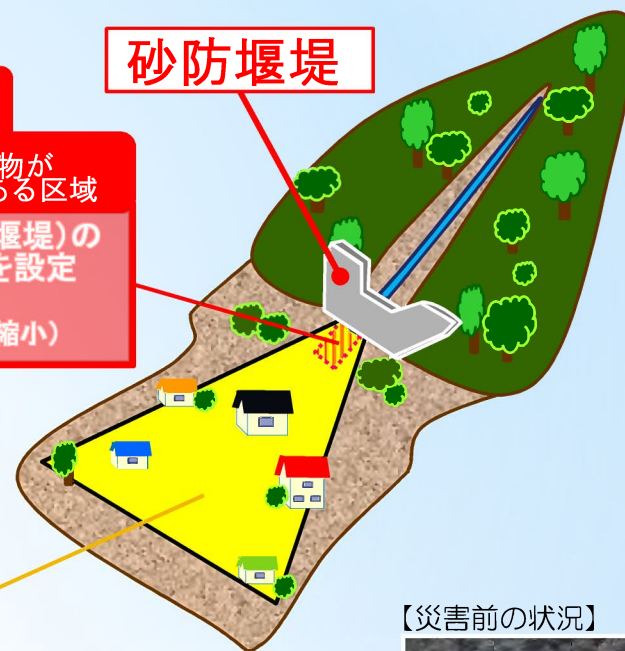 砂防堰堤
物が
ある区域
堰堤）の
を設定
縮小）
【災害前の状況】